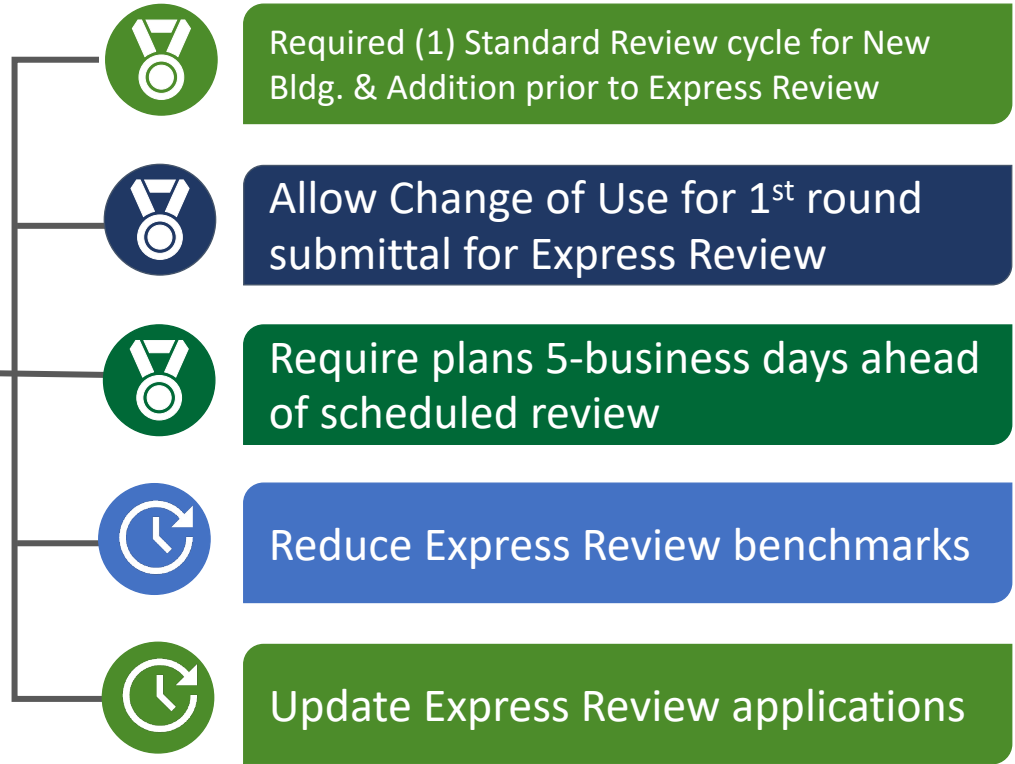 Required (1) Standard Review cycle for New
Bldg. & Addition prior to Express Review
Allow Change of Use for 1st round
submittal for Express Review
Require plans 5-business days ahead
of scheduled review
Reduce Express Review benchmarks
Update Express Review applications